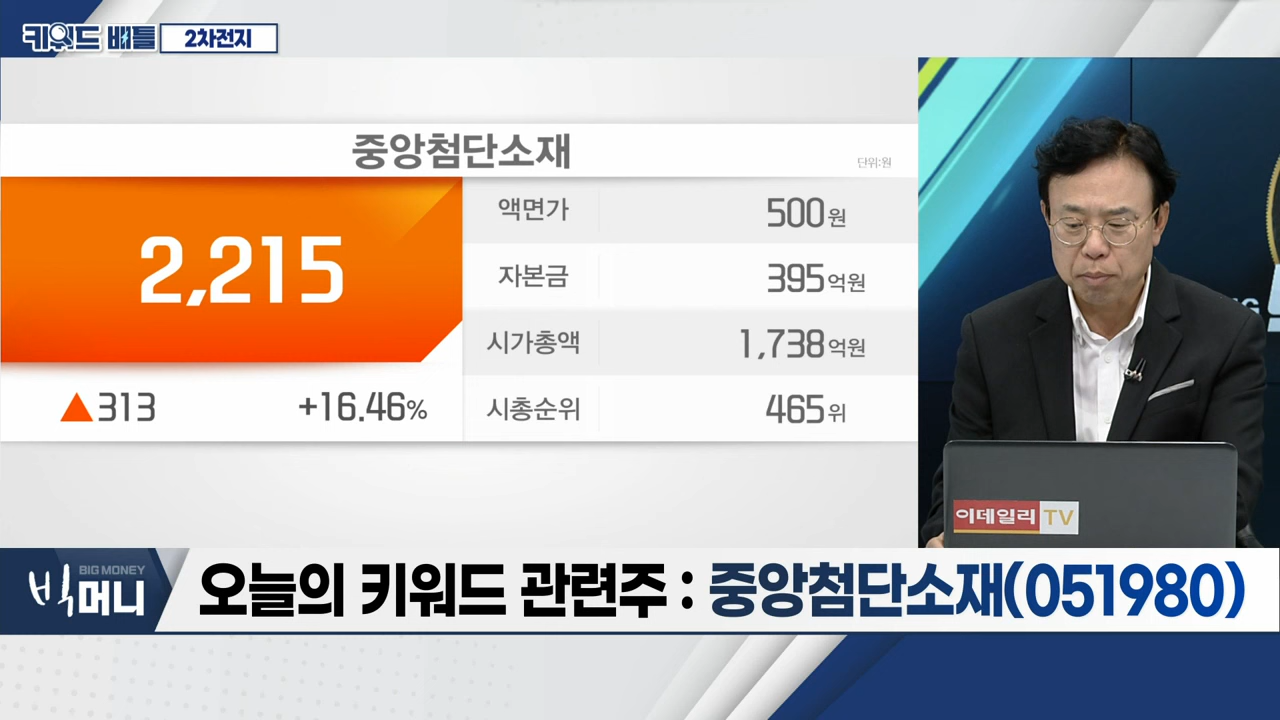 키워드 배틀 2차전지
중앙첨단소재
단위:원
2,215
▲313 +16.46%
액면가 500원
자본금 395억원
시가총액 1,738억원
시총순위 465위
이데일리 TV
빅머니 BIG MONEY
오늘의 키워드 관련주 : 중앙첨단소재(051980)